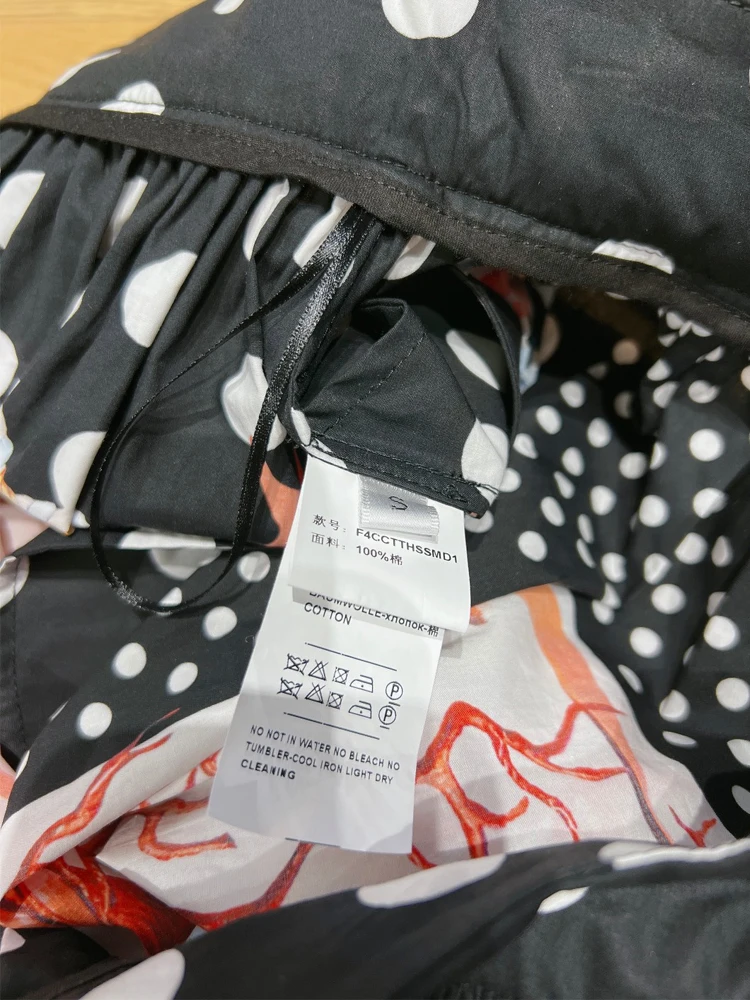 S
款号: F4CCTTHSSMD1
面料: 100%棉
BAUMWOLLE-хлопок-棉
COTTON
P
P
NO NOT IN WATER NO BLEACH NO
TUMBLER-COOL IRON LIGHT DRY
CLEANING